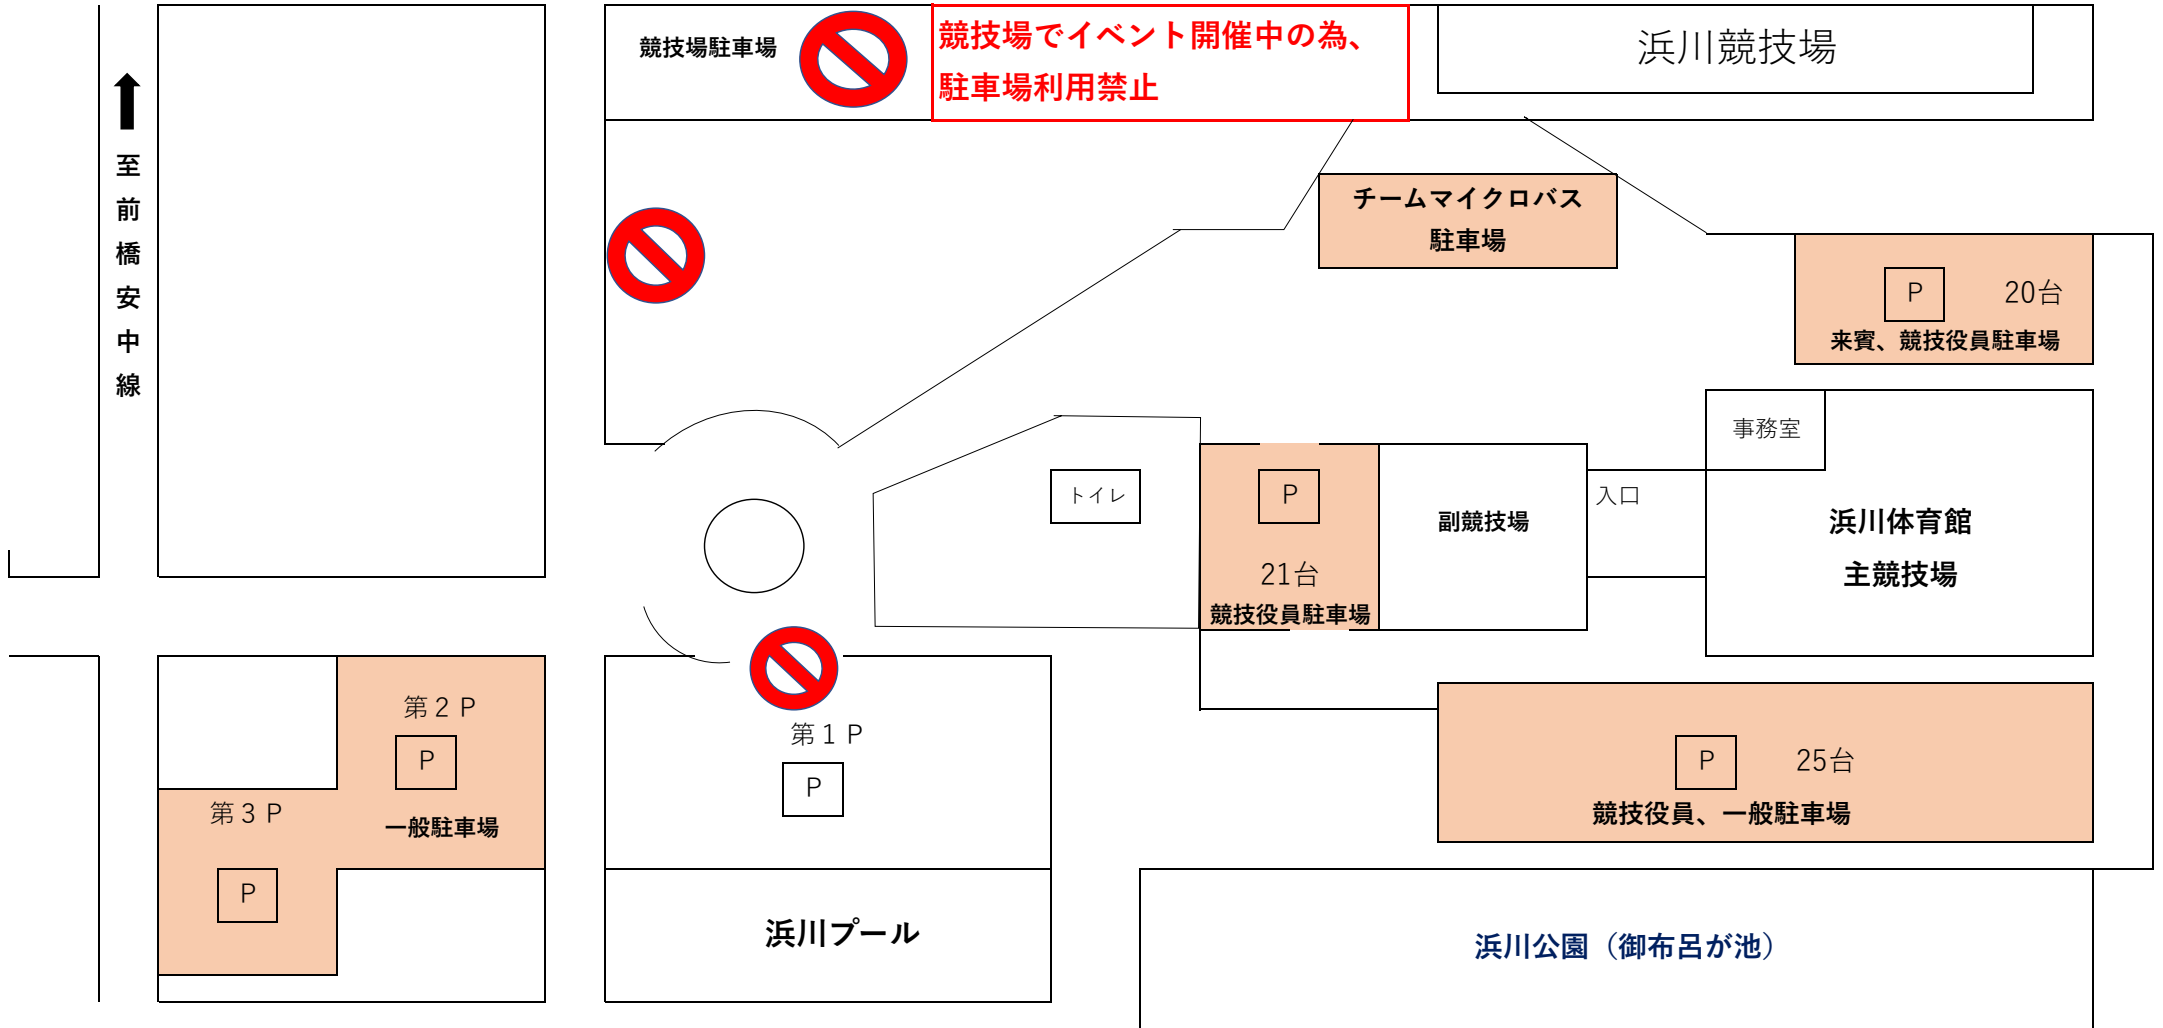 競技場駐車場
競技場でイベント開催中の為、
駐車場利用禁止
浜川競技場
至前橋安中線
チームマイクロバス
駐車場
P
20台
来賓、競技役員駐車場
事務室
トイレ
P
21台
競技役員駐車場
副競技場
入口
浜川体育館
主競技場
第2P
P
一般駐車場
第3P
P
第1P
P
P
25台
競技役員、一般駐車場
浜川プール
浜川公園（御布呂が池）